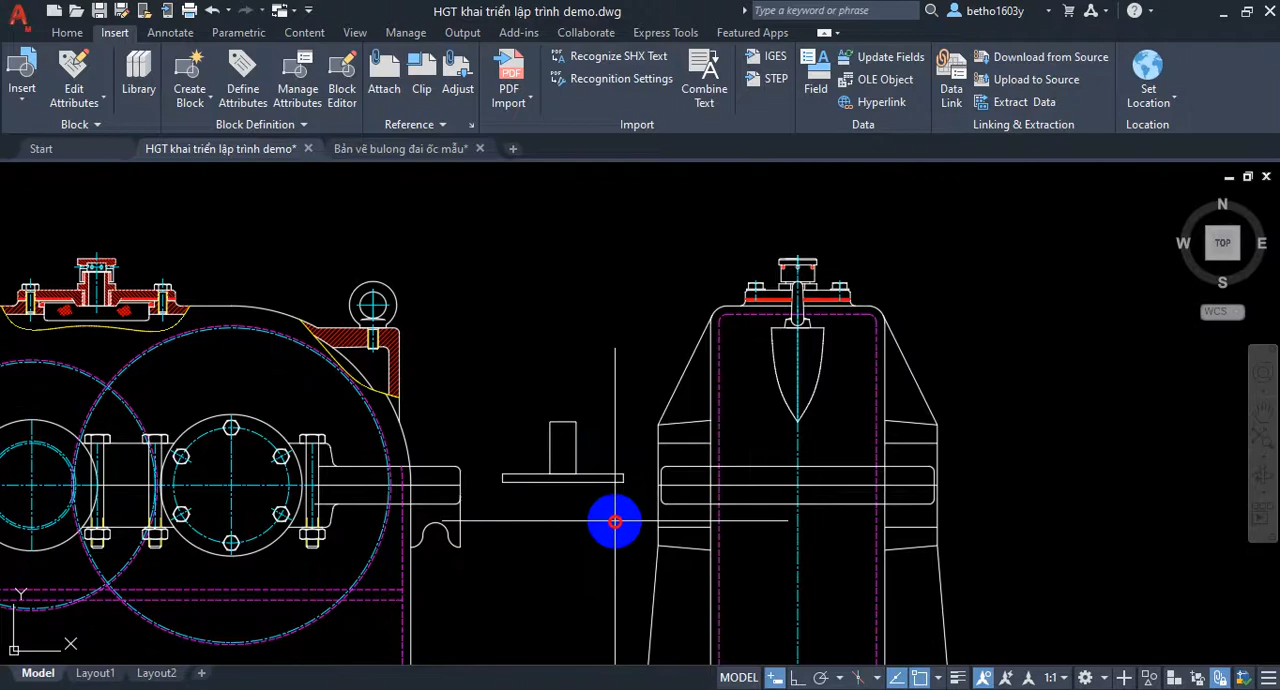 HGT khai triển lập trình demo.dwg
Type a keyword or phrase
betho1603y
Home Insert Annotate Parametric Content View Manage Output Add-ins Collaborate Express Tools Featured Apps
Insert
Edit Attributes
Library
Create Block
Define Attributes
Manage Attributes
Block Editor
Attach
Clip
Adjust
PDF
PDF Import
Recognize SHX Text
Recognition Settings
Combine Text
IGES
STEP
Field
Update Fields
OLE Object
Hyperlink
Data Link
Download from Source
Upload to Source
Extract Data
Set Location
Block
Block Definition
Reference
Import
Data
Linking & Extraction
Location
Start
HGT khai triển lập trình demo*
Bản vẽ bulong đai ốc mẫu*
N
W TOP E
S
WCS
Y
X
Model Layout1 Layout2
MODEL
1:1